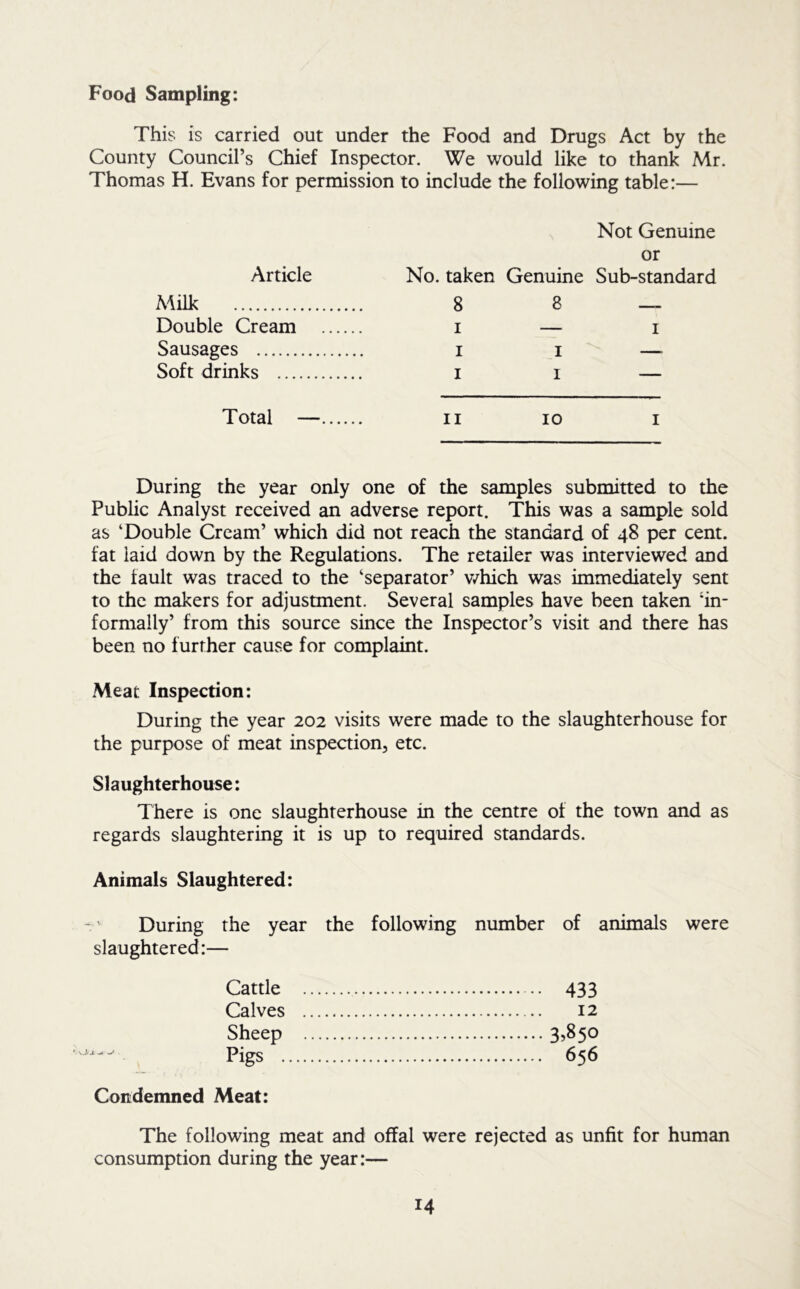 Food Sampling:
This is carried out under the Food and Drugs Act by the
County Council's Chief Inspector. We would like to thank Mr.
Thomas H. Evans for permission to include the following table:—
Not Genuine
or
Article No. taken Genuine Sub-standard
Milk ................... 8 8 —
Double Cream ...... 1 — 1
Sausages ............... 1 1 —
Soft drinks ............ 1 1 —
Total —...... 11 10 1
During the year only one of the samples submitted to the
Public Analyst received an adverse report. This was a sample sold
as 'Double Cream' which did not reach the standard of 48 per cent.
fat laid down by the Regulations. The retailer was interviewed and
the fault was traced to the 'separator' which was immediately sent
to the makers for adjustment. Several samples have been taken 'in-
formally' from this source since the Inspector's visit and there has
been no further cause for complaint.
Meat Inspection:
During the year 202 visits were made to the slaughterhouse for
the purpose of meat inspection, etc.
Slaughterhouse:
There is one slaughterhouse in the centre of the town and as
regards slaughtering it is up to required standards.
Animals Slaughtered:
During the year the following number of animals were
slaughtered:—
Cattle ..................................... 433
Calves ..................................... 12
Sheep ..................................... 3,850
Pigs ........................................ 656
Condemned Meat:
The following meat and offal were rejected as unfit for human
consumption during the year:—
14